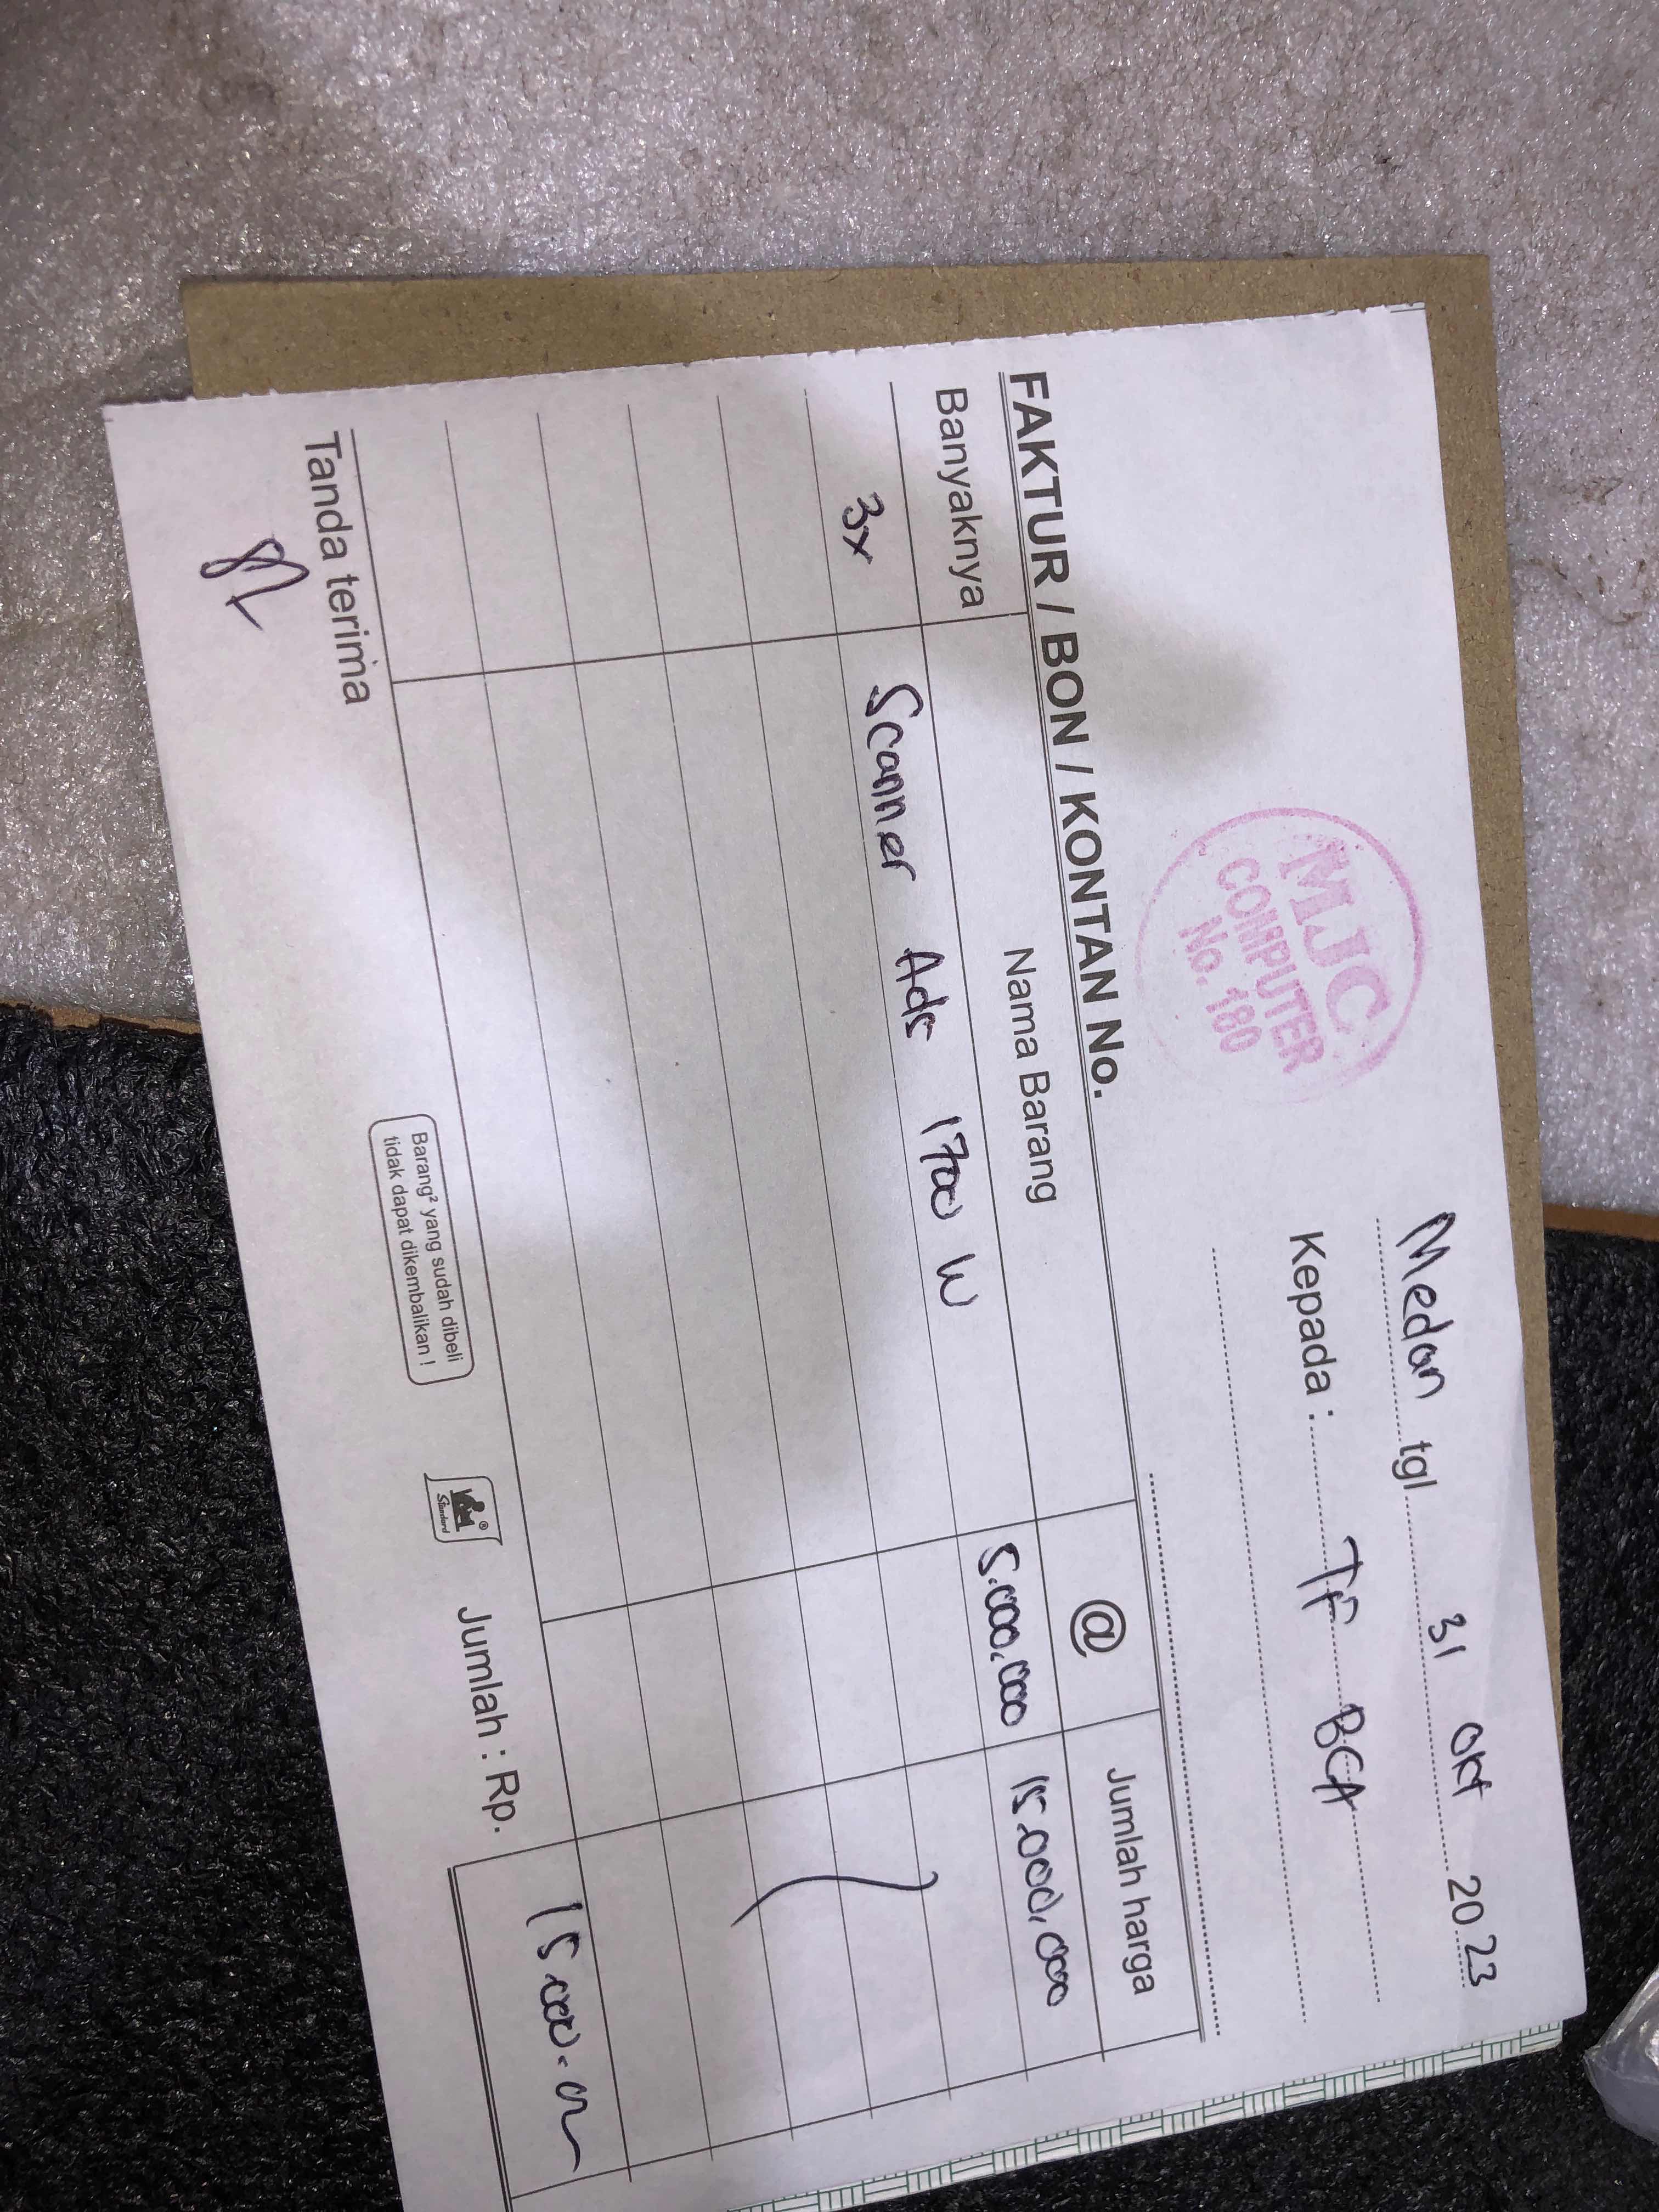 Medan tgl 31 Okt 2023
Kepada : TF BCA
MJC
COMPUTER
No. 180
FAKTUR / BON / KONTAN No.
Banyaknya Nama Barang @ Jumlah harga
3x Scanner Ads 1700 W 5.000.000 15.000.000
Tanda terima
Barang² yang sudah dibeli
tidak dapat dikembalikan !
Standard
Jumlah : Rp. 15.000.